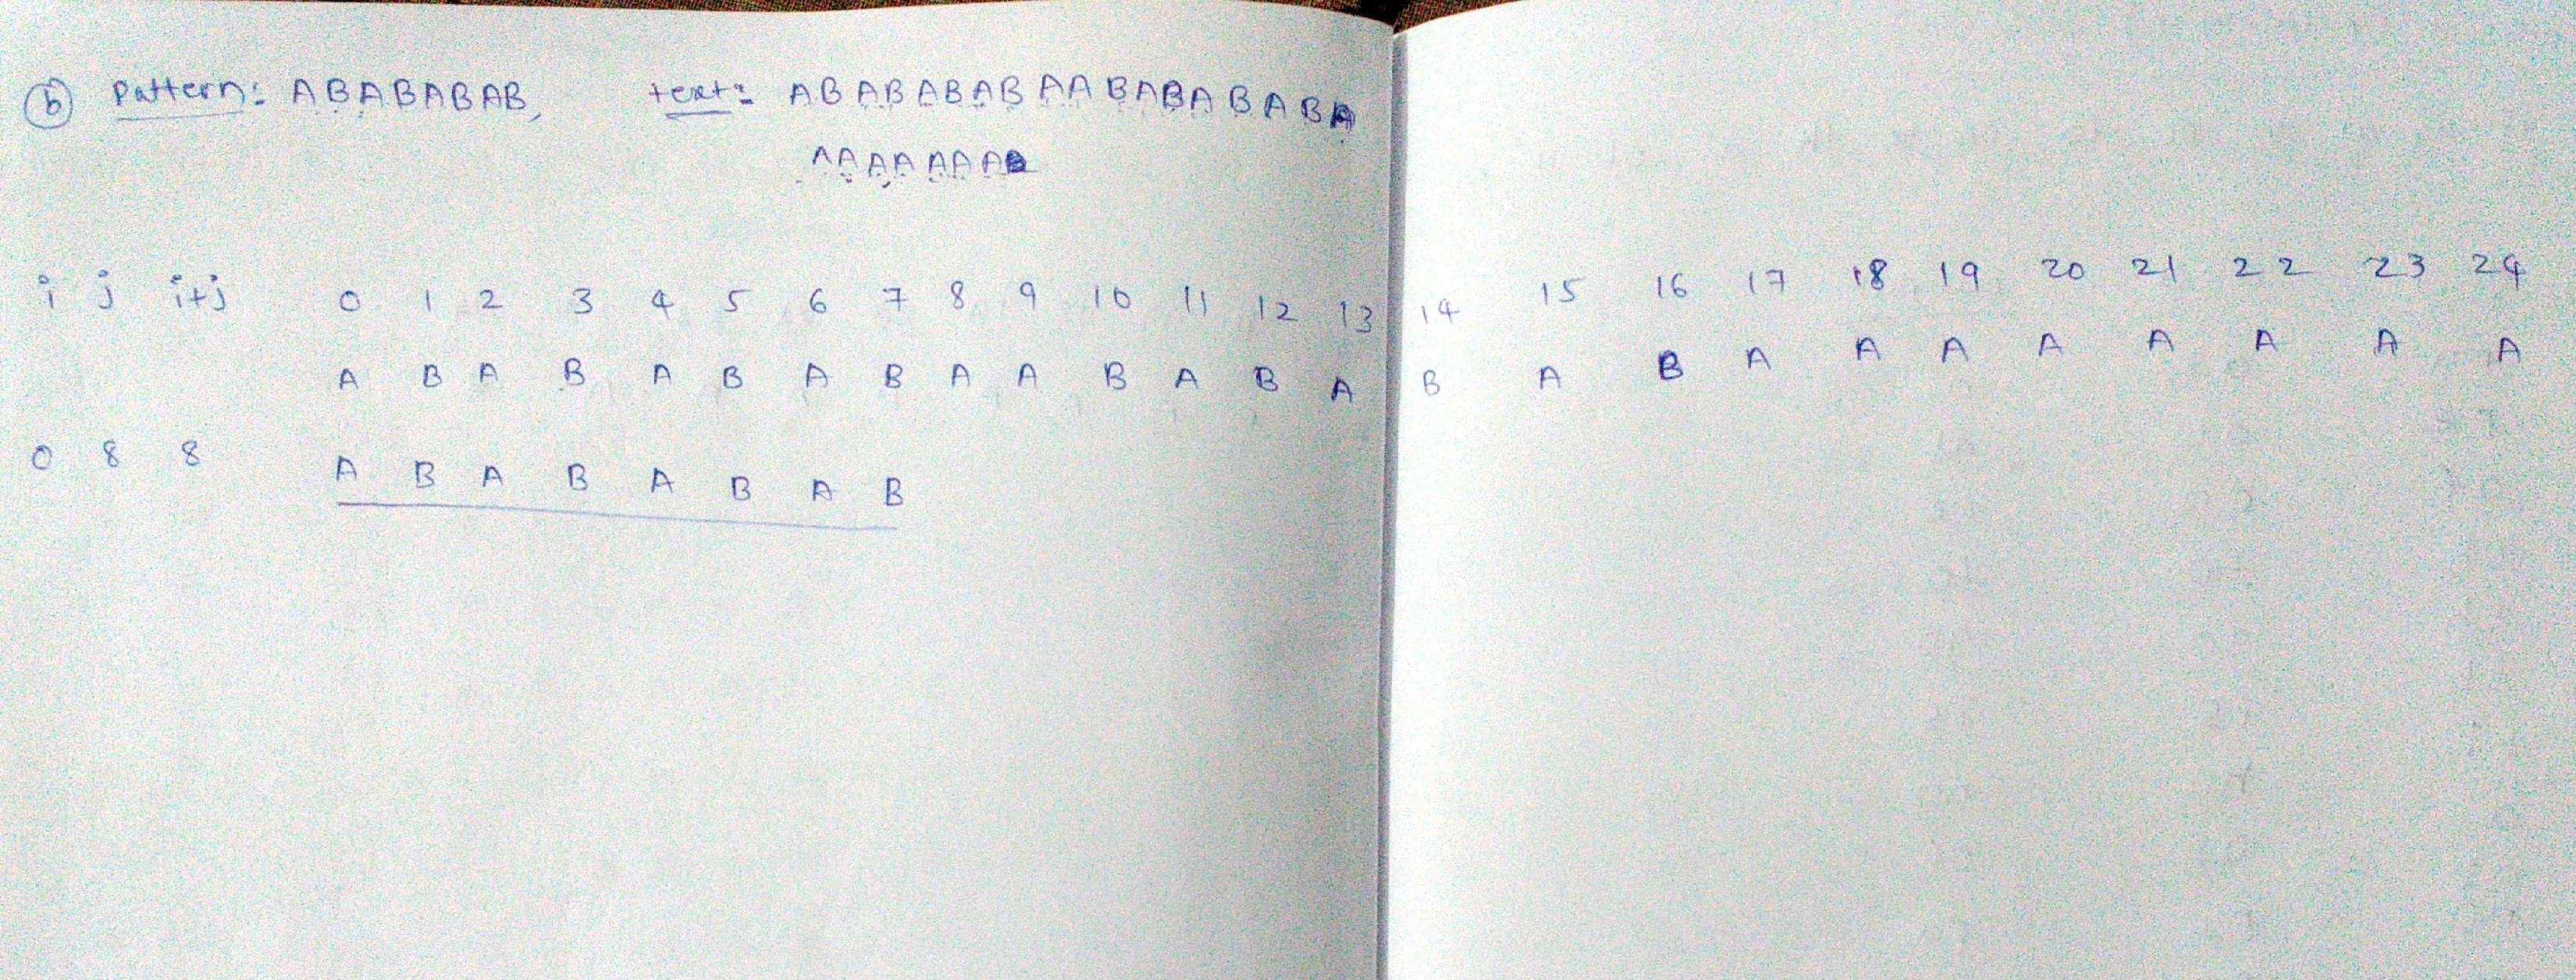 b Pattern: ABABABAB, text: ABABABABAABABABABA
AAAAAAA
i j i+j 0 1 2 3 4 5 6 7 8 9 10 11 12 13 14 15 16 17 18 19 20 21 22 23 24
A B A B A B A B A A B A B A B A B A A A A A A A A
0 8 8 A B A B A B A B